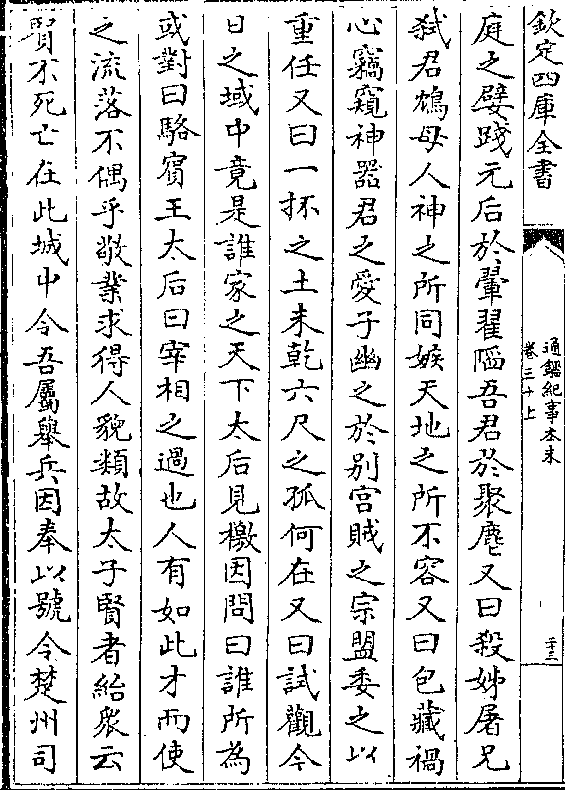 欽定四庫全書
通鑑紀事本末
卷三十上
二十三
庭之嬖踐元后於翬翟陷吾君於聚麀又曰殺姊屠兄
弑君鴆母人神之所同嫉天地之所不容又曰包藏禍
心竊窺神器君之愛子幽之於别宫賊之宗盟委之以
重任又曰一抔之土未乾六尺之孤何在又曰試觀今
日之域中竟是誰家之天下太后見檄因問曰誰所為
或對曰駱賓王太后曰宰相之過也人有如此才而使
之流落不偶乎敬業求得人貌類故太子賢者紿衆云
賢不死亡在此城中令吾屬舉兵因奉以號令楚州司